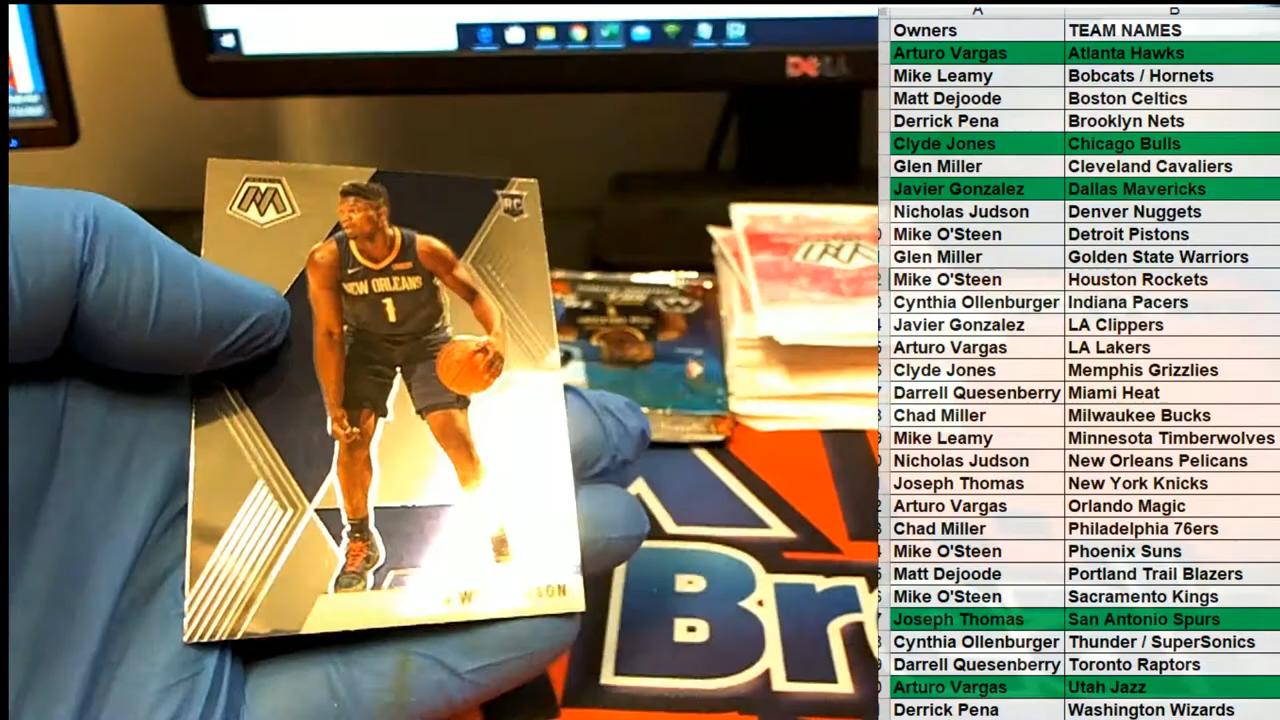 DELL
RC
NEW ORLEANS
1
Br
A B
Owners TEAM NAMES
Arturo Vargas Atlanta Hawks
Mike Leamy Bobcats / Hornets
Matt Dejoode Boston Celtics
Derrick Pena Brooklyn Nets
Clyde Jones Chicago Bulls
Glen Miller Cleveland Cavaliers
Javier Gonzalez Dallas Mavericks
Nicholas Judson Denver Nuggets
Mike O'Steen Detroit Pistons
Glen Miller Golden State Warriors
Mike O'Steen Houston Rockets
Cynthia Ollenburger Indiana Pacers
Javier Gonzalez LA Clippers
Arturo Vargas LA Lakers
Clyde Jones Memphis Grizzlies
Darrell Quesenberry Miami Heat
Chad Miller Milwaukee Bucks
Mike Leamy Minnesota Timberwolves
Nicholas Judson New Orleans Pelicans
Joseph Thomas New York Knicks
Arturo Vargas Orlando Magic
Chad Miller Philadelphia 76ers
Mike O'Steen Phoenix Suns
Matt Dejoode Portland Trail Blazers
Mike O'Steen Sacramento Kings
Joseph Thomas San Antonio Spurs
Cynthia Ollenburger Thunder / SuperSonics
Darrell Quesenberry Toronto Raptors
Arturo Vargas Utah Jazz
Derrick Pena Washington Wizards